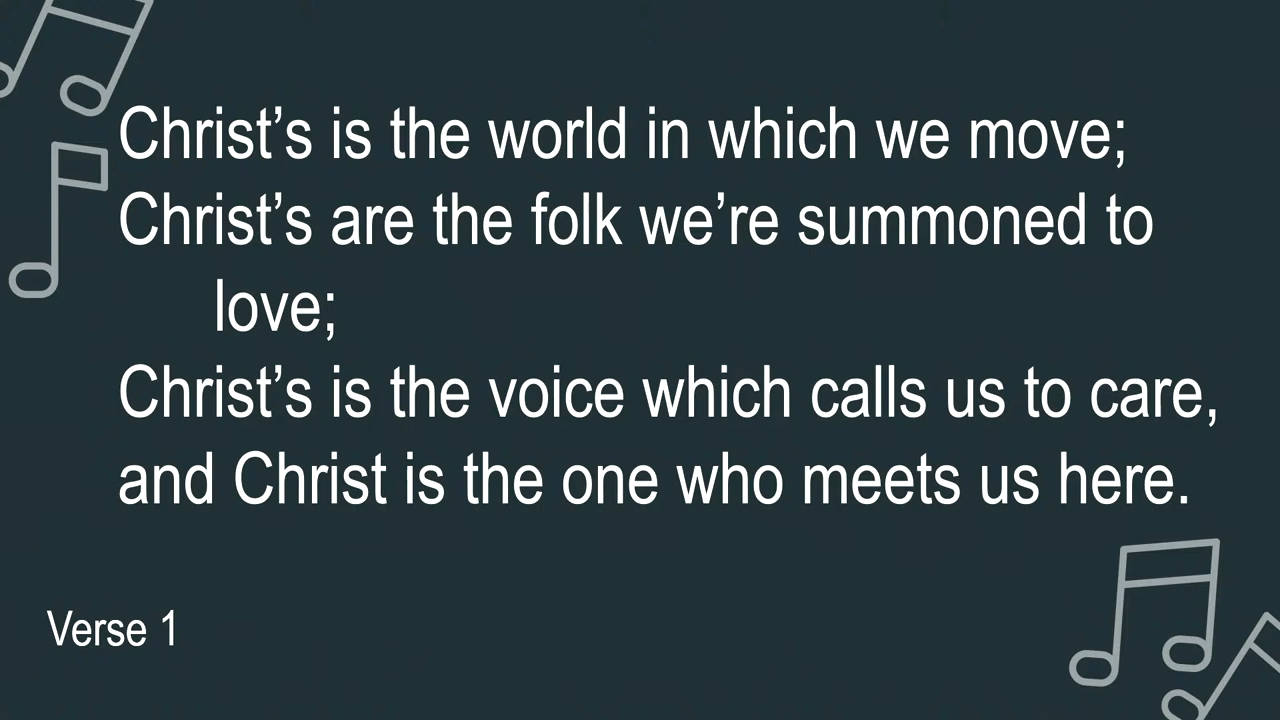 Christ’s is the world in which we move;
Christ’s are the folk we’re summoned to
love;
Christ’s is the voice which calls us to care,
and Christ is the one who meets us here.
Verse 1